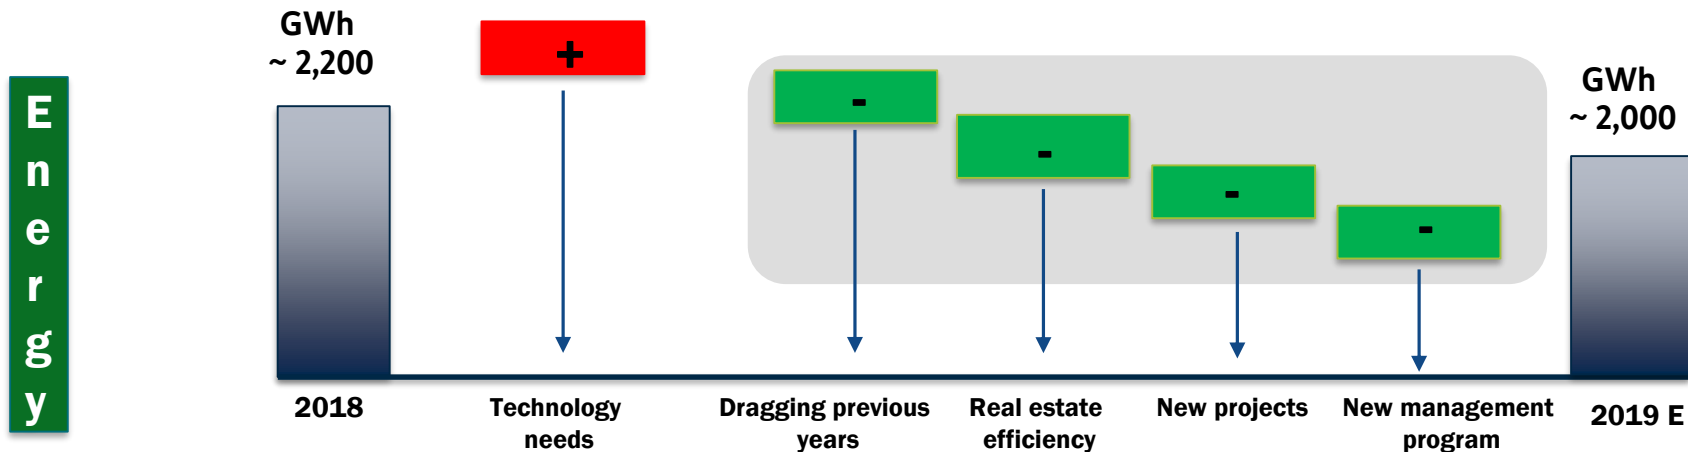 Energy
GWh
~ 2,200
+
-
-
-
-
GWh
~ 2,000
2018
Technology
needs
Dragging previous
years
Real estate
efficiency
New projects
New management
program
2019 E